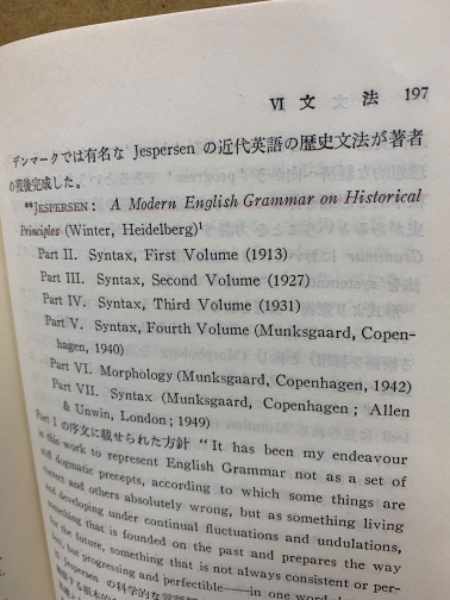 VI 文 法 197
デンマークでは有名な Jespersen の近代英語の歴史文法が著者
の歿後完成した。
**JESPERSEN: A Modern English Grammar on Historical
Principles (Winter, Heidelberg)¹
Part II. Syntax, First Volume (1913)
Part III. Syntax, Second Volume (1927)
Part IV. Syntax, Third Volume (1931)
Part V. Syntax, Fourth Volume (Munksgaard, Copen-
hagen, 1940)
Part VI. Morphology (Munksgaard, Copenhagen, 1942)
Part VII. Syntax (Munksgaard, Copenhagen; Allen
& Unwin, London; 1949)
Part I の序文に載せられた方針 “It has been my endeavour
in this work to represent English Grammar not as a set of
stiff dogmatic precepts, according to which some things are
correct and others absolutely wrong, but as something living
and developing under continual fluctuations and undulations,
something that is founded on the past and prepares the way
for the future, something that is not always consistent or per-
fect, but progressing and perfectible——in one word
Jespersen の科学的な